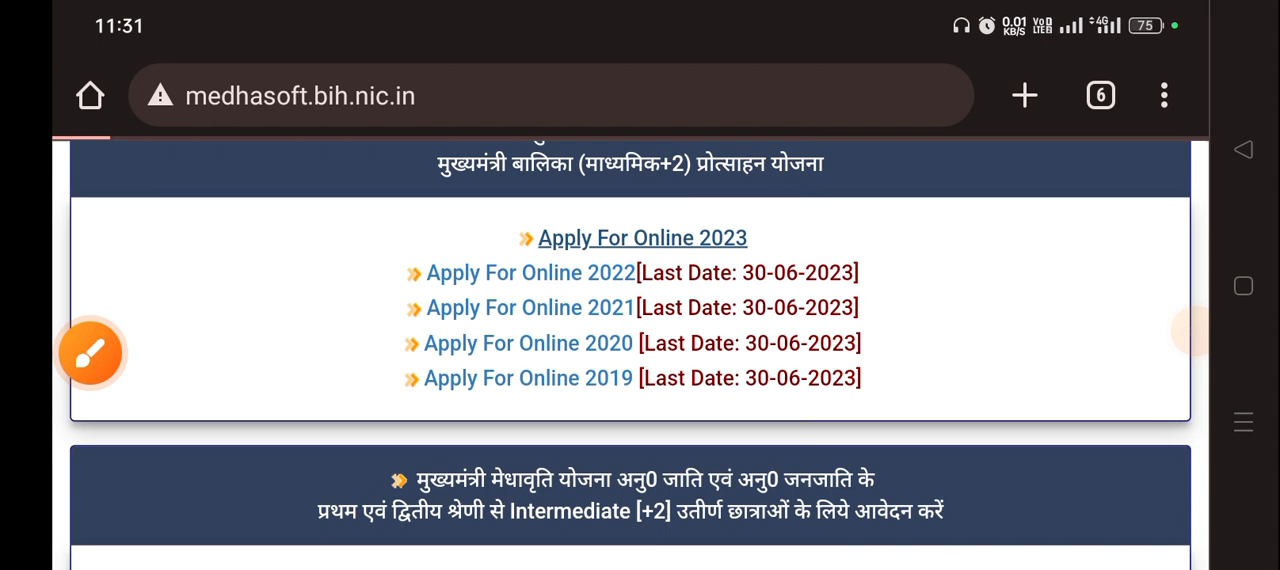 11:31
0.01 KB/S VoD LTE2 4G 75
medhasoft.bih.nic.in
6
मुख्यमंत्री बालिका (माध्यमिक+2) प्रोत्साहन योजना
Apply For Online 2023
Apply For Online 2022[Last Date: 30-06-2023]
Apply For Online 2021[Last Date: 30-06-2023]
Apply For Online 2020 [Last Date: 30-06-2023]
Apply For Online 2019 [Last Date: 30-06-2023]
मुख्यमंत्री मेधावृति योजना अनु0 जाति एवं अनु0 जनजाति के
प्रथम एवं द्वितीय श्रेणी से Intermediate [+2] उतीर्ण छात्राओं के लिये आवेदन करें